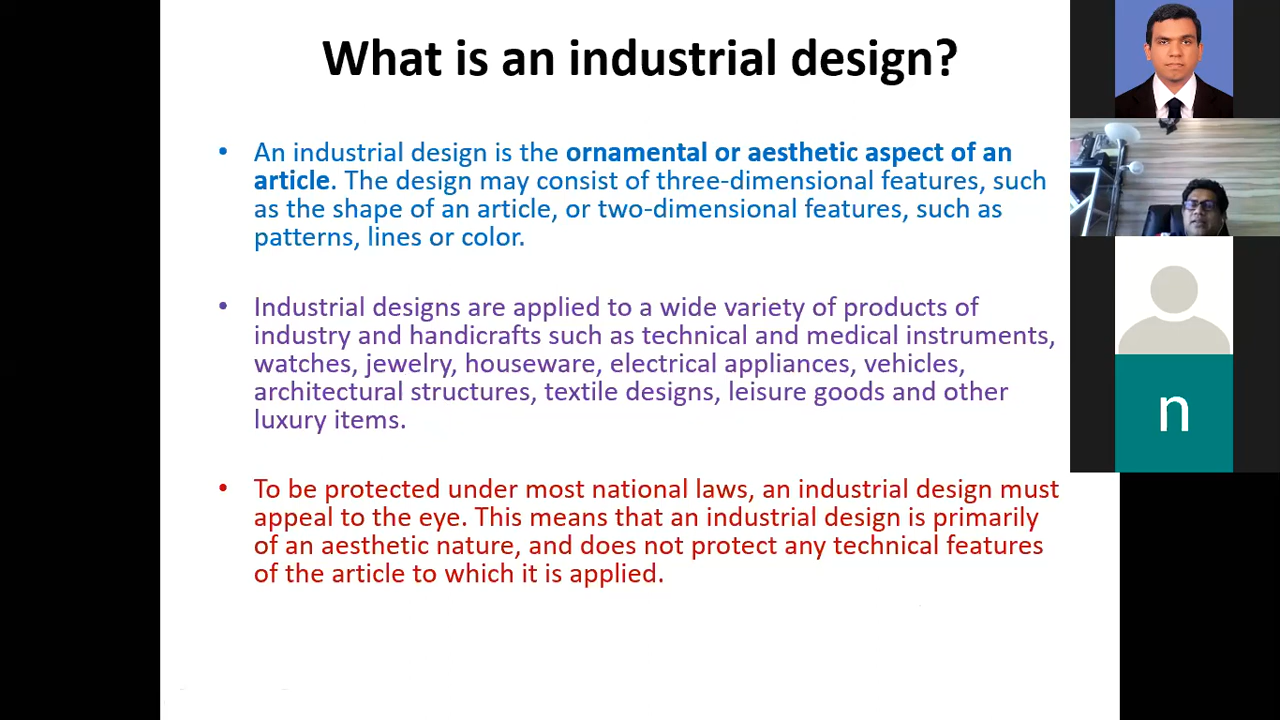 What is an industrial design?
• An industrial design is the ornamental or aesthetic aspect of an
article. The design may consist of three-dimensional features, such
as the shape of an article, or two-dimensional features, such as
patterns, lines or color.
• Industrial designs are applied to a wide variety of products of
industry and handicrafts such as technical and medical instruments,
watches, jewelry, houseware, electrical appliances, vehicles,
architectural structures, textile designs, leisure goods and other
luxury items.
• To be protected under most national laws, an industrial design must
appeal to the eye. This means that an industrial design is primarily
of an aesthetic nature, and does not protect any technical features
of the article to which it is applied.
n